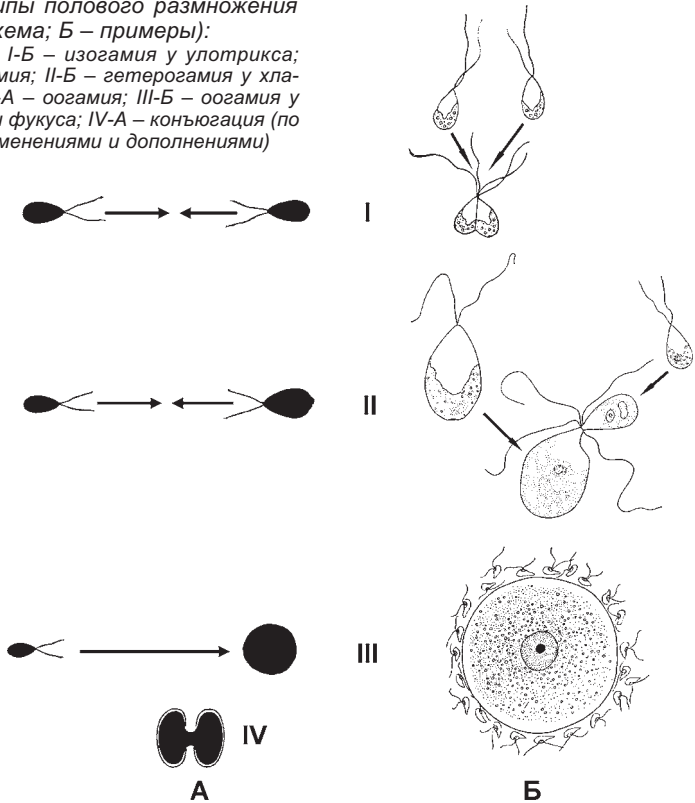 ипы полового размножения
хема; Б – примеры):
I-Б – изогамия у улотрикса;
мия; II-Б – гетерогамия у хла-
-А – оогамия; III-Б – оогамия у
и фукуса; IV-А – конъюгация (по
менениями и дополнениями)
I
II
III
IV
А
Б